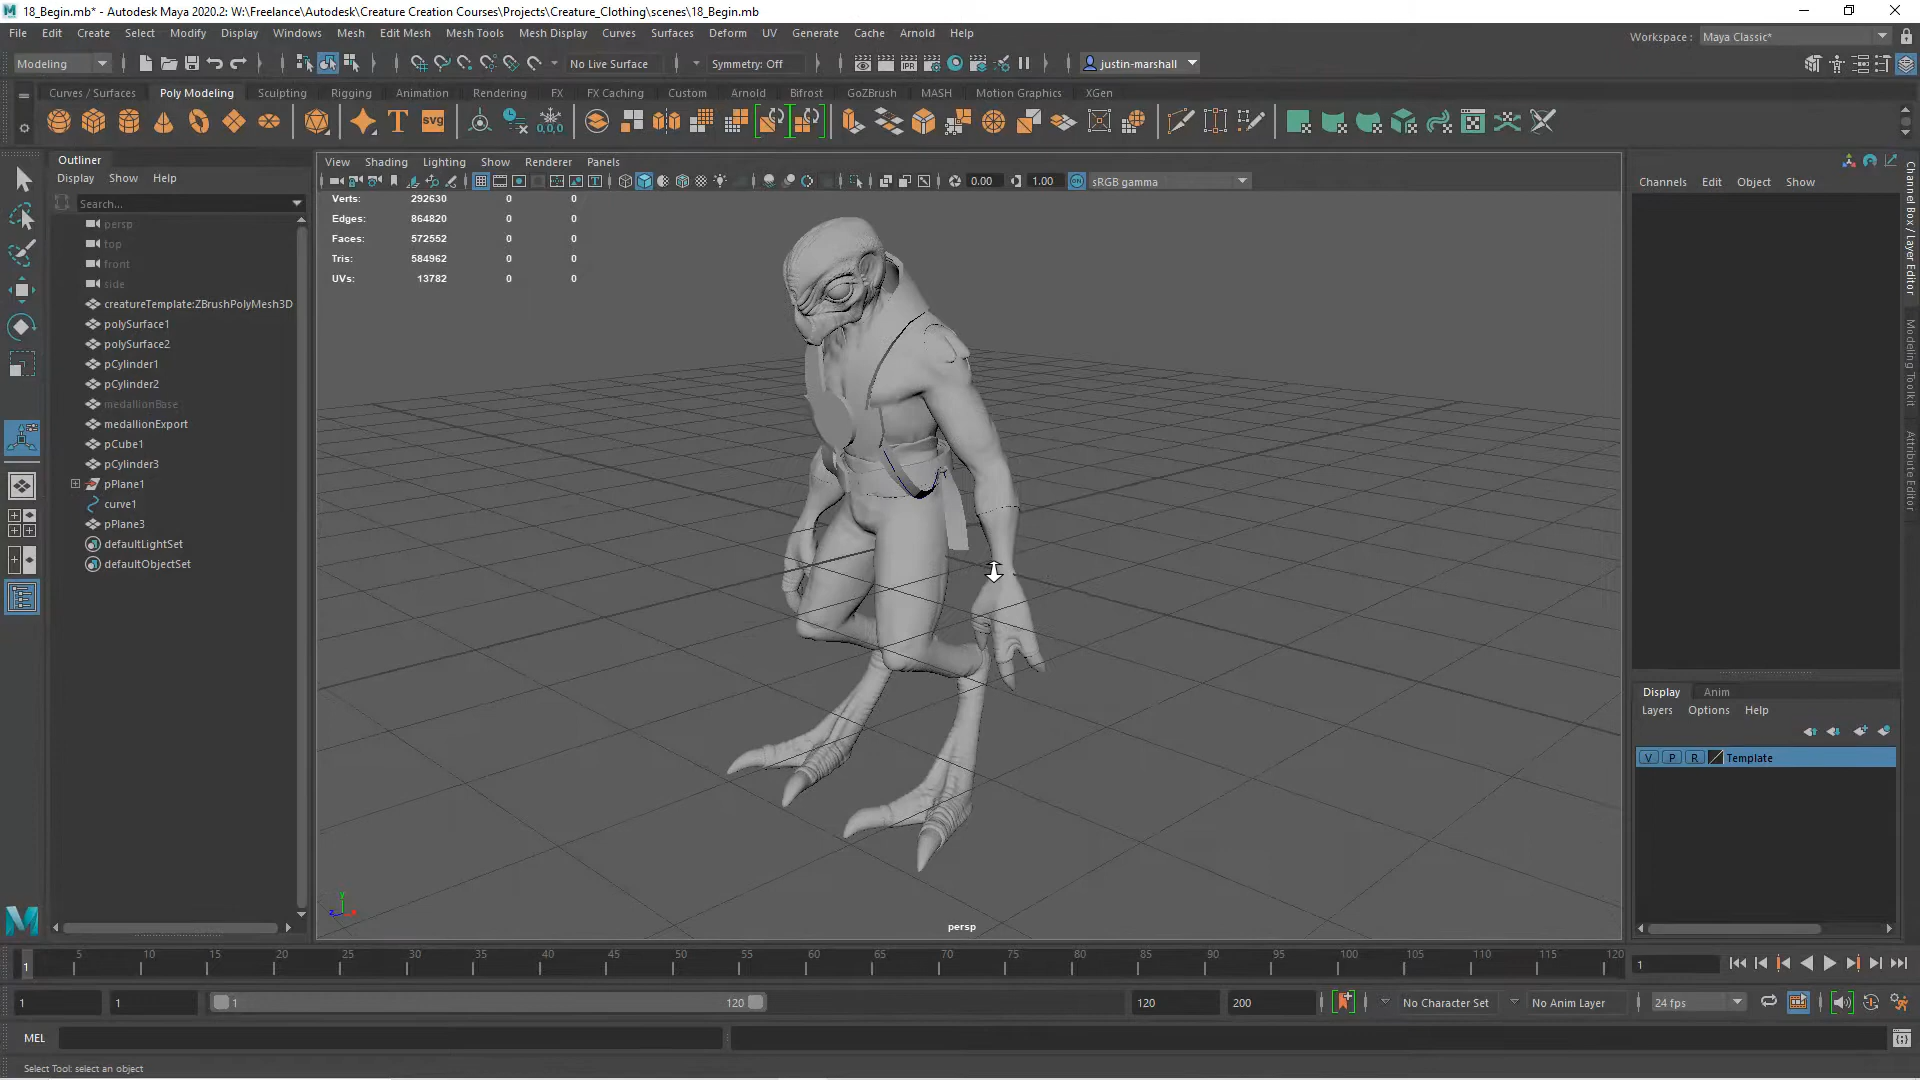 18_Begin.mb* - Autodesk Maya 2020.2: W:\Freelance\Autodesk\Creature Creation Courses\Projects\Creature_Clothing\scenes\18_Begin.mb
File Edit Create Select Modify Display Windows Mesh Edit Mesh Mesh Tools Mesh Display Curves Surfaces Deform UV Generate Cache Arnold Help
Workspace : Maya Classic*
Modeling No Live Surface Symmetry: Off justin-marshall
Curves / Surfaces Poly Modeling Sculpting Rigging Animation Rendering FX FX Caching Custom Arnold Bifrost GoZBrush MASH Motion Graphics XGen
Outliner
Display Show Help
Search...
persp
top
front
side
creatureTemplate:ZBrushPolyMesh3D
polySurface1
polySurface2
pCylinder1
pCylinder2
medallionBase
medallionExport
pCube1
pCylinder3
pPlane1
curve1
pPlane3
defaultLightSet
defaultObjectSet
View Shading Lighting Show Renderer Panels
0.00 1.00 sRGB gamma
Verts: 292630 0 0
Edges: 864820 0 0
Faces: 572552 0 0
Tris: 584962 0 0
UVs: 13782 0 0
persp
Channels Edit Object Show
Channel Box / Layer Editor
Modeling Toolkit
Attribute Editor
Display Anim
Layers Options Help
V P R Template
1 5 10 15 20 25 30 35 40 45 50 55 60 65 70 75 80 85 90 95 100 105 110 115 120
1
1 1 1 120 120 200 No Character Set No Anim Layer 24 fps
MEL
Select Tool: select an object